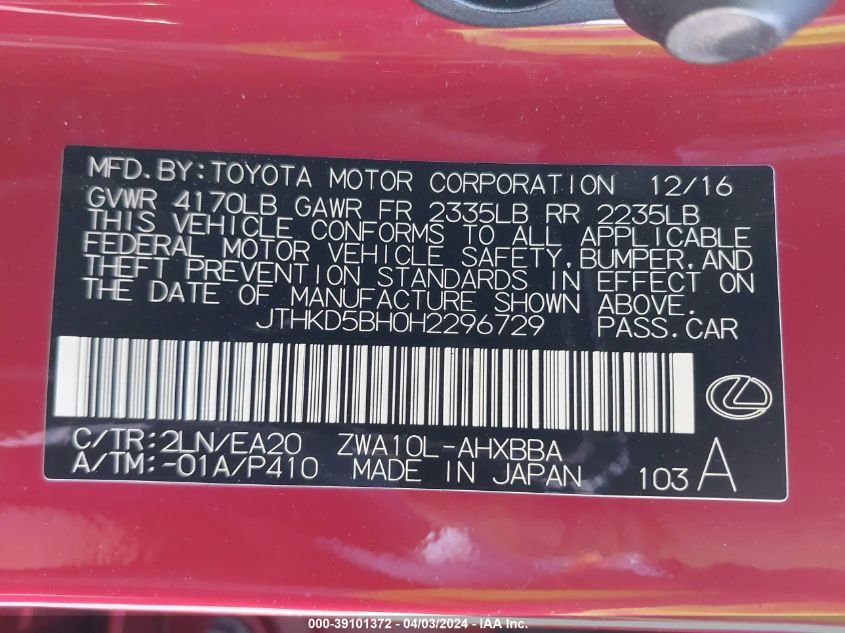 MFD. BY: TOYOTA MOTOR CORPORATION 12/16
GVWR 4170LB GAWR FR 2335LB RR 2235LB
THIS VEHICLE CONFORMS TO ALL APPLICABLE
FEDERAL MOTOR VEHICLE SAFETY, BUMPER, AND
THEFT PREVENTION STANDARDS IN EFFECT ON
THE DATE OF MANUFACTURE SHOWN ABOVE.
JTHKD5BH0H2296729 PASS.CAR
C/TR:2LN/EA20 ZWA10L-AHXBBA
A/TM:-01A/P410 MADE IN JAPAN 103 A
000-39101372 - 04/03/2024 - IAA Inc.